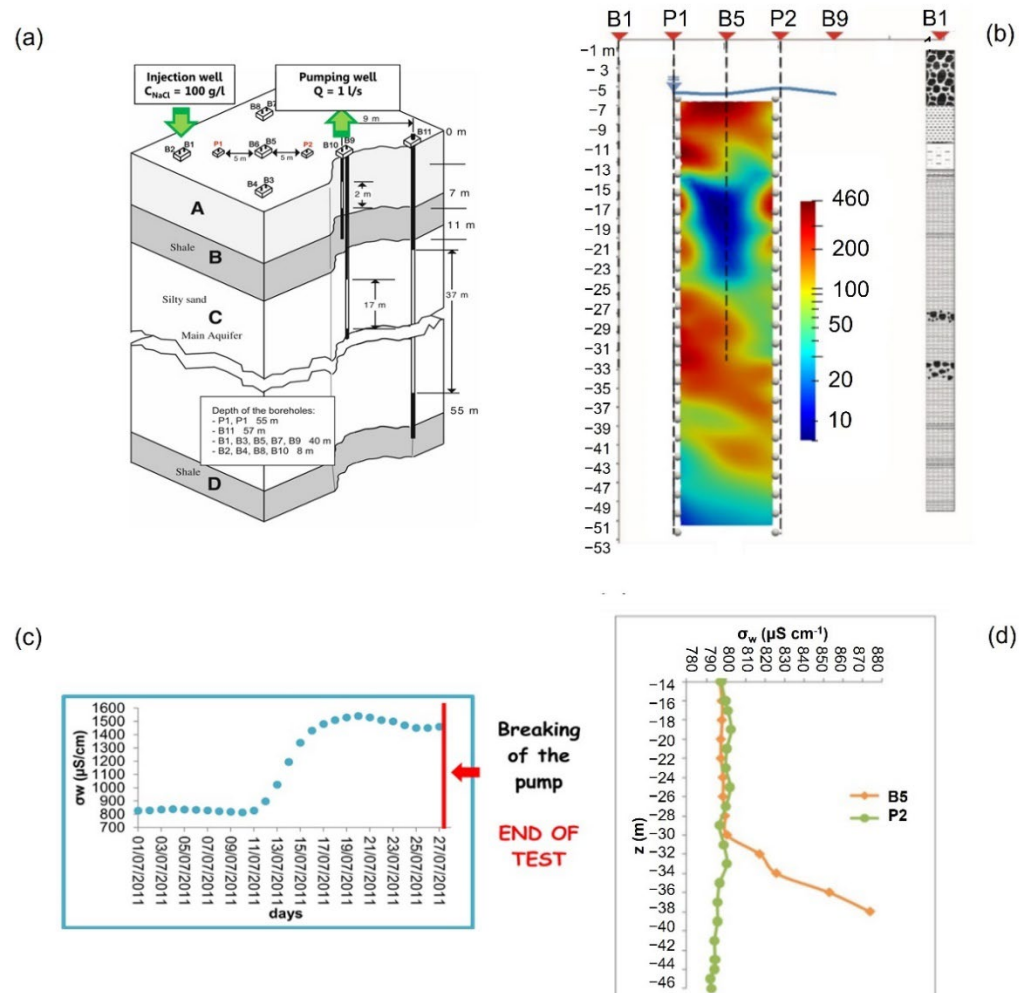 (a)
Injection well
C_NaCl = 100 g/l
Pumping well
Q = 1 l/s
B8 B7
9 m
B11
0 m
B2 B1
P1
B6 B5
P2
B10 B9
5 m
5 m
B4 B3
2 m
7 m
A
11 m
Shale
B
Silty sand
C
Main Aquifer
17 m
37 m
Depth of the boreholes:
- P1, P1 55 m
- B11 57 m
- B1, B3, B5, B7, B9 40 m
- B2, B4, B8, B10 8 m
55 m
Shale
D
(b)
B1 P1 B5 P2 B9 B1
−1 m
−3
−5
−7
−9
−11
−13
−15
−17
−19
−21
−23
−25
−27
−29
−31
−33
−35
−37
−39
−41
−43
−45
−47
−49
−51
−53
460
200
100
50
20
10
(c)
σw (µS/cm)
1600
1500
1400
1300
1200
1100
1000
900
800
700
01/07/2011
03/07/2011
05/07/2011
07/07/2011
09/07/2011
11/07/2011
13/07/2011
15/07/2011
17/07/2011
19/07/2011
21/07/2011
23/07/2011
25/07/2011
27/07/2011
days
Breaking
of the
pump
END OF
TEST
(d)
σw (µS cm⁻¹)
780 790 800 810 820 830 840 850 860 870 880
z (m)
−14
−16
−18
−20
−22
−24
−26
−28
−30
−32
−34
−36
−38
−40
−42
−44
−46
B5
P2